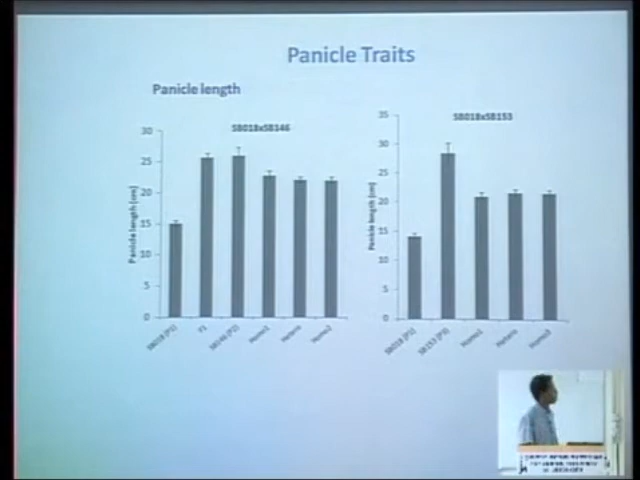 Panicle Traits
Panicle length
SB018xSB146
30
25
20
15
10
5
0
Panicle length (cm)
SB018 (P1)
F1
SB146 (P2)
Homo1
Hetero
Homo2
SB018xSB153
35
30
25
20
15
10
5
0
Panicle length (cm)
SB018 (P1)
SB153 (P3)
Homo1
Hetero
Homo3